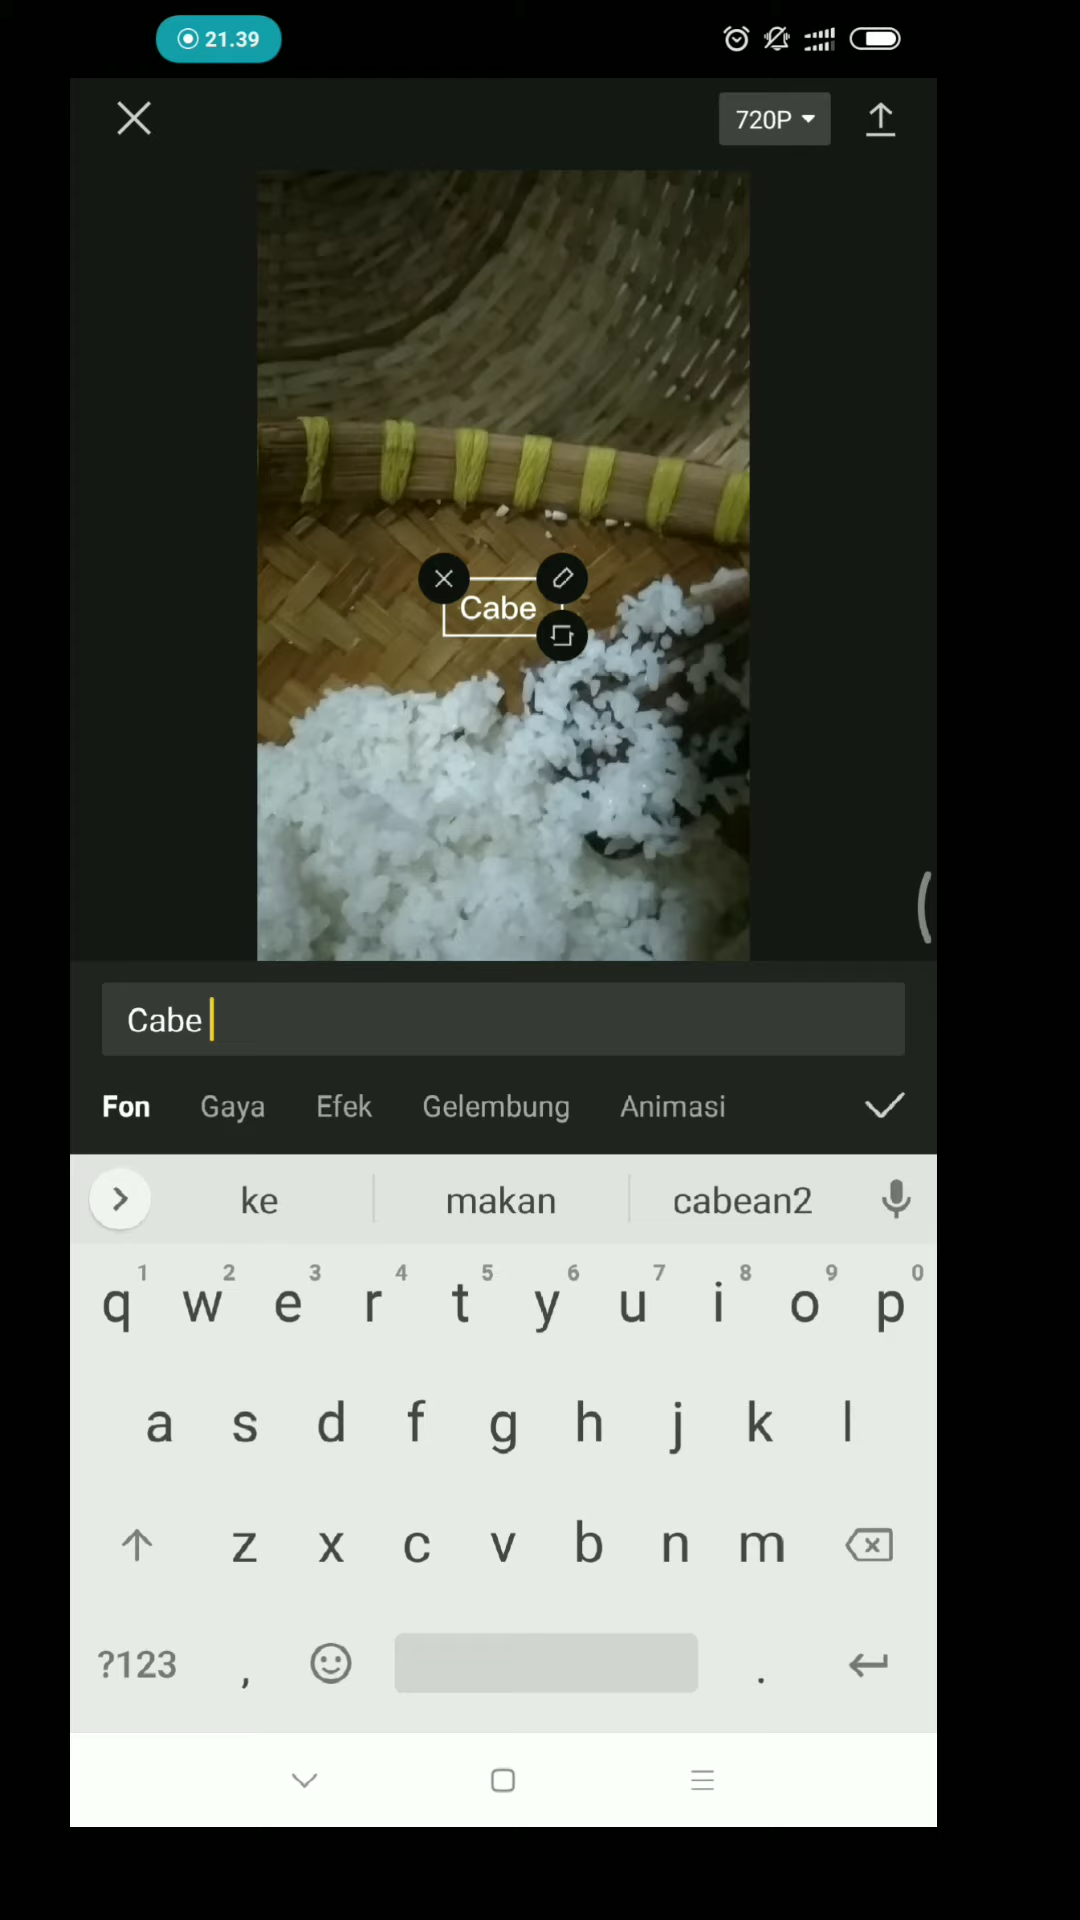 21.39
720P
Cabe
Cabe
Fon Gaya Efek Gelembung Animasi
ke makan cabean2
1 2 3 4 5 6 7 8 9 0
q w e r t y u i o p
a s d f g h j k l
z x c v b n m
?123 , .